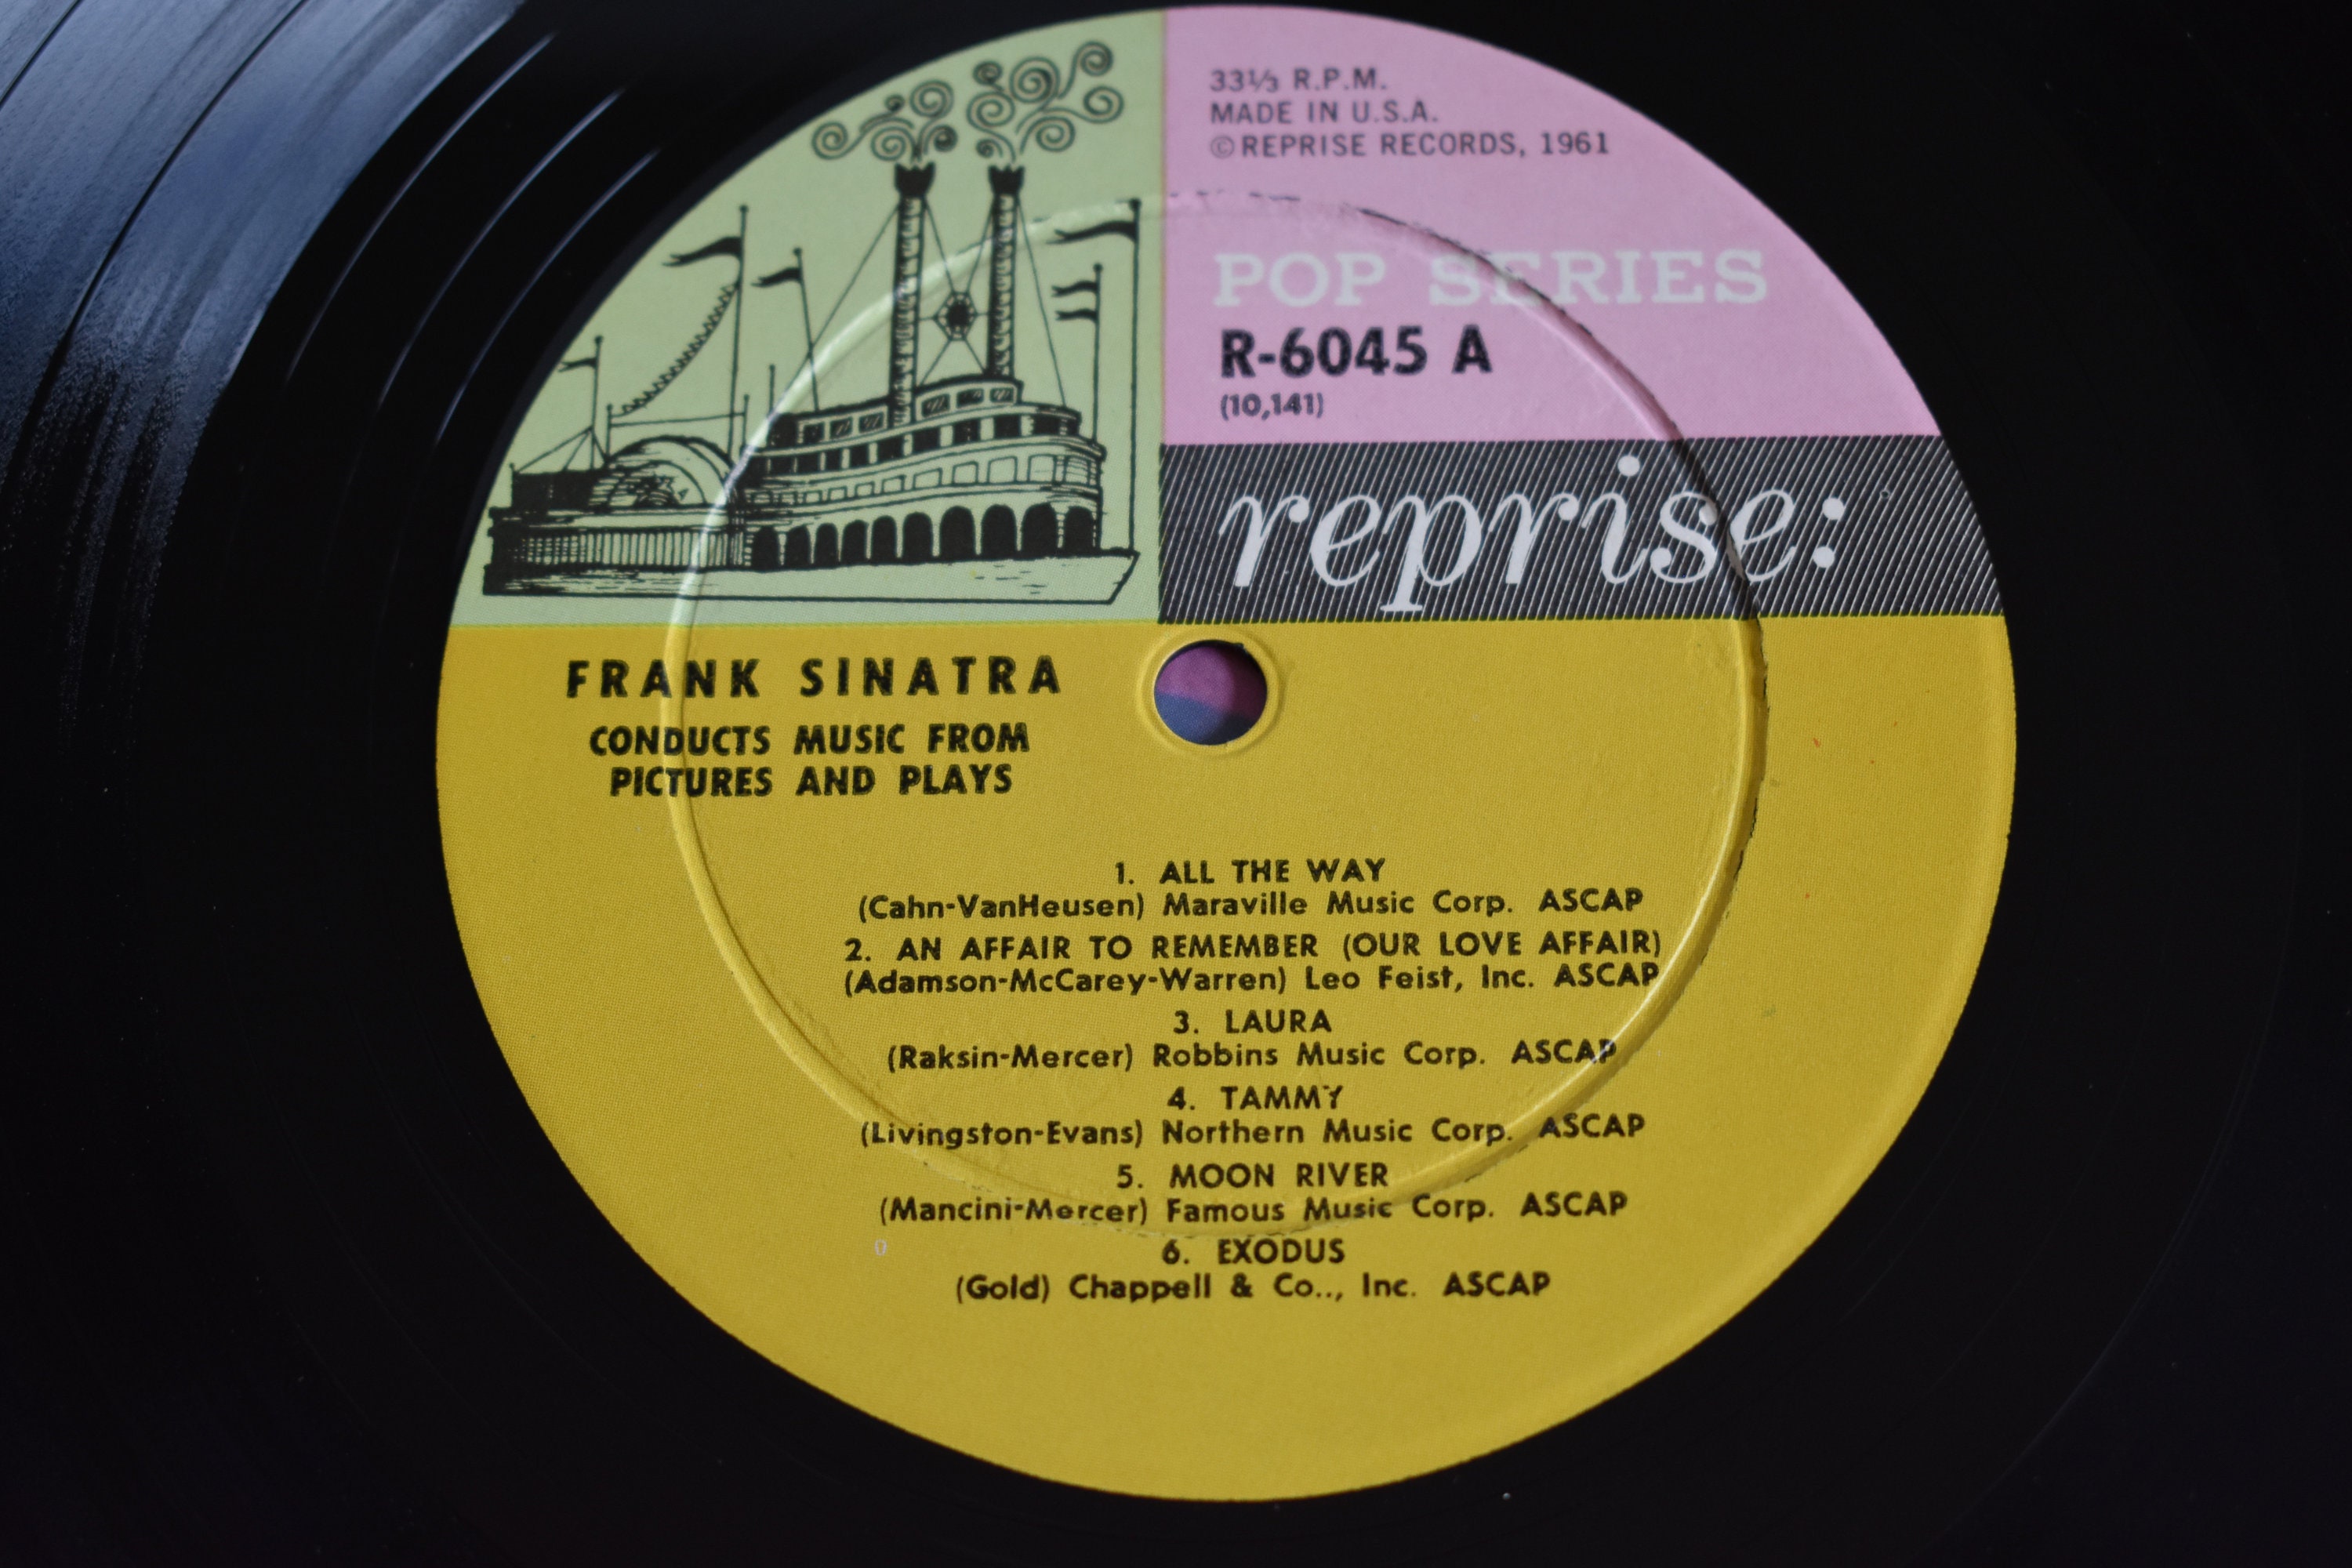 33⅓ R.P.M.
MADE IN U.S.A.
©REPRISE RECORDS, 1961
POP SERIES
R-6045 A
(10,141)
reprise:
FRANK SINATRA
CONDUCTS MUSIC FROM
PICTURES AND PLAYS
1. ALL THE WAY
(Cahn-VanHeusen) Maraville Music Corp. ASCAP
2. AN AFFAIR TO REMEMBER (OUR LOVE AFFAIR)
(Adamson-McCarey-Warren) Leo Feist, Inc. ASCAP
3. LAURA
(Raksin-Mercer) Robbins Music Corp. ASCAP
4. TAMMY
(Livingston-Evans) Northern Music Corp. ASCAP
5. MOON RIVER
(Mancini-Mercer) Famous Music Corp. ASCAP
6. EXODUS
(Gold) Chappell & Co.., Inc. ASCAP